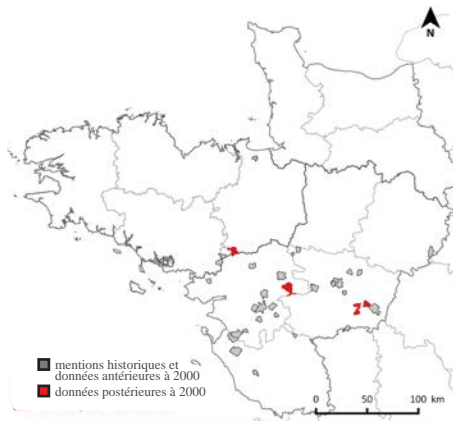 N
mentions historiques et
données antérieures à 2000
données postérieures à 2000
0 50 100 km